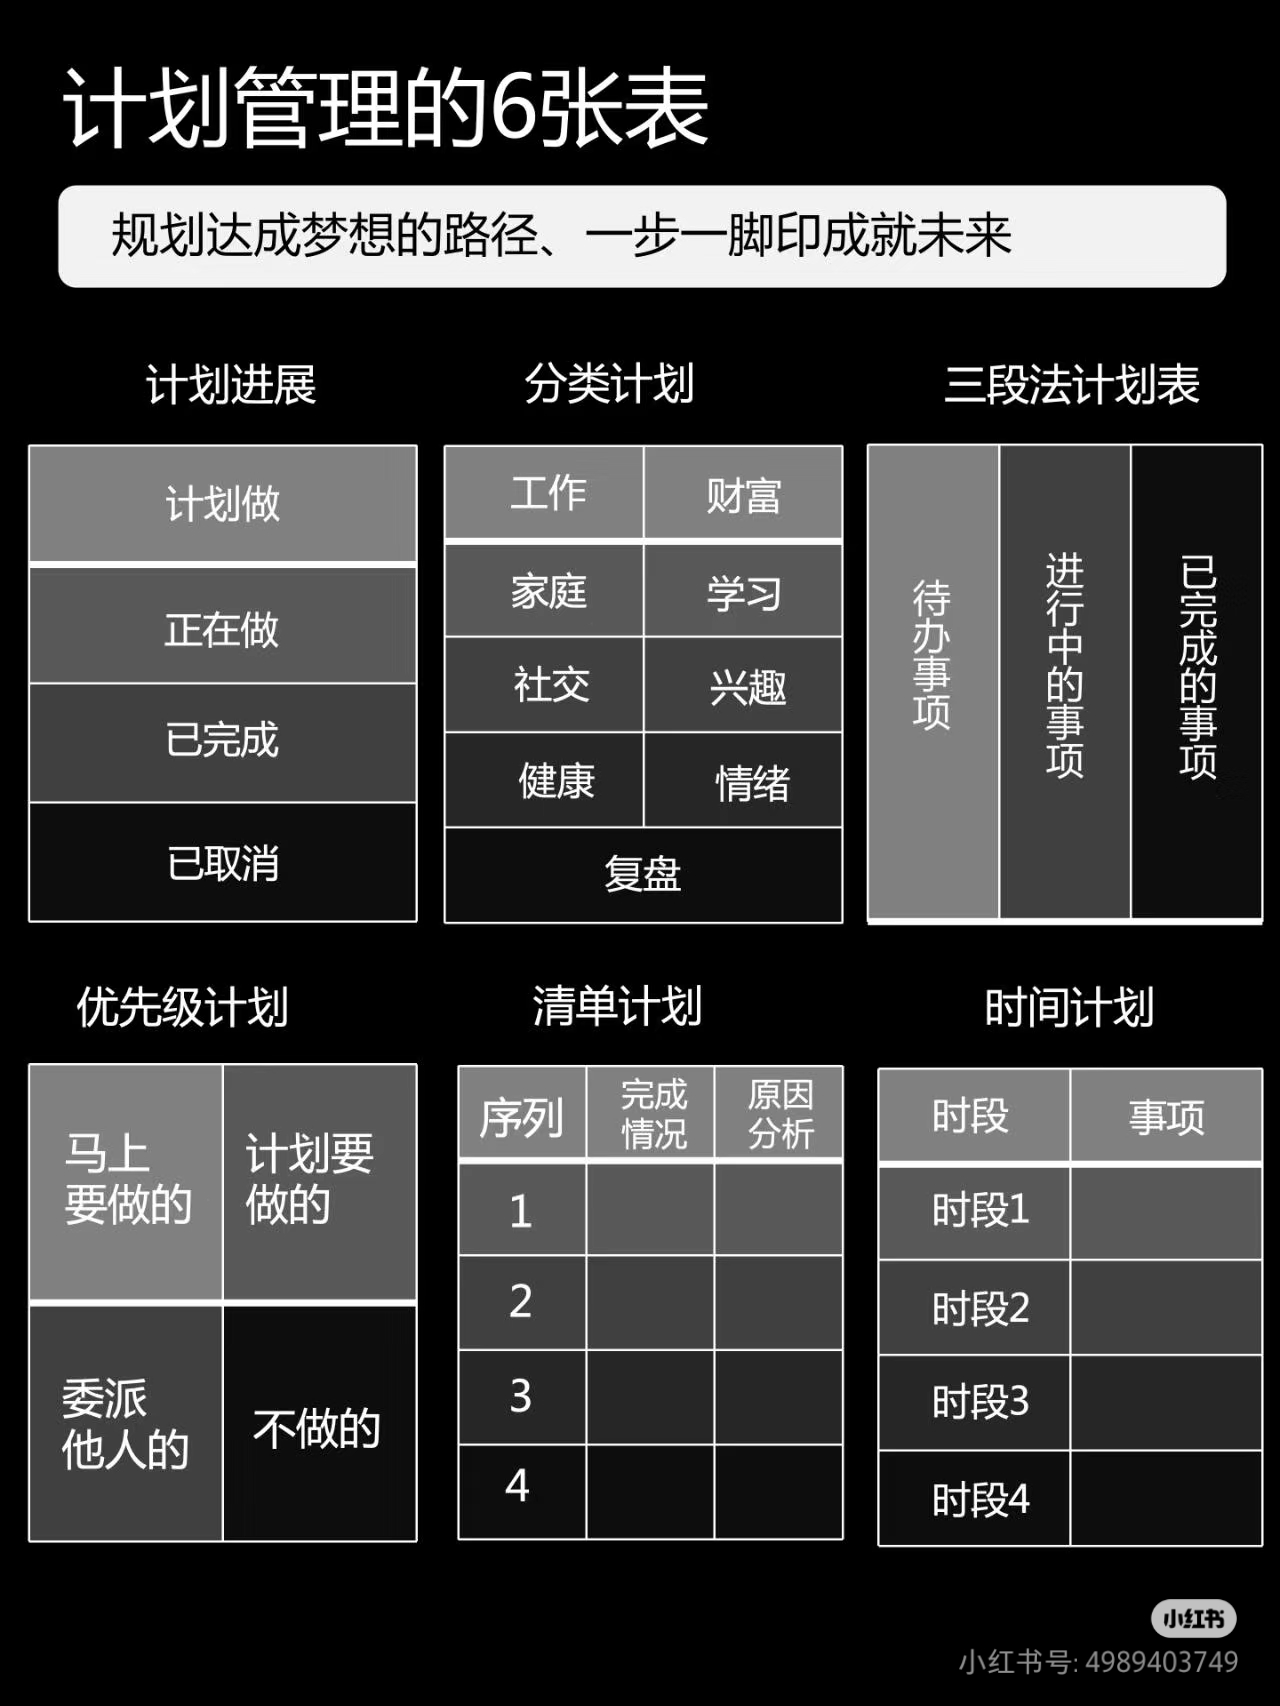 计划管理的6张表
规划达成梦想的路径、一步一脚印成就未来
计划进展
计划做
正在做
已完成
已取消
分类计划
工作 财富
家庭 学习
社交 兴趣
健康 情绪
复盘
三段法计划表
待办事项
进行中的事项
已完成的事项
优先级计划
马上
要做的
计划要
做的
委派
他人的
不做的
清单计划
序列
完成
情况
原因
分析
1
2
3
4
时间计划
时段 事项
时段1
时段2
时段3
时段4
小红书
小红书号: 4989403749